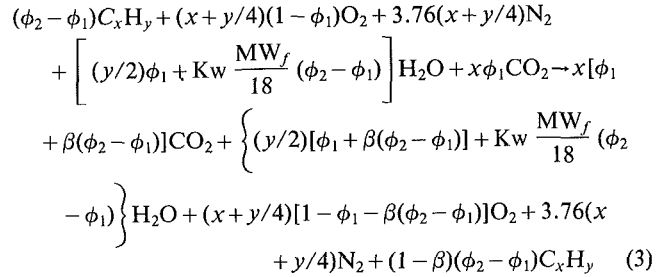 (ϕ₂−ϕ₁)CₓHᵧ+(x+y/4)(1−ϕ₁)O₂+3.76(x+y/4)N₂
+[(y/2)ϕ₁+Kw MW_f/18 (ϕ₂−ϕ₁)]H₂O+xϕ₁CO₂→x[ϕ₁
+β(ϕ₂−ϕ₁)]CO₂+{(y/2)[ϕ₁+β(ϕ₂−ϕ₁)]+Kw MW_f/18 (ϕ₂
−ϕ₁)}H₂O+(x+y/4)[1−ϕ₁−β(ϕ₂−ϕ₁)]O₂+3.76(x
+y/4)N₂+(1−β)(ϕ₂−ϕ₁)CₓHᵧ (3)